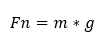 Fn = m * g